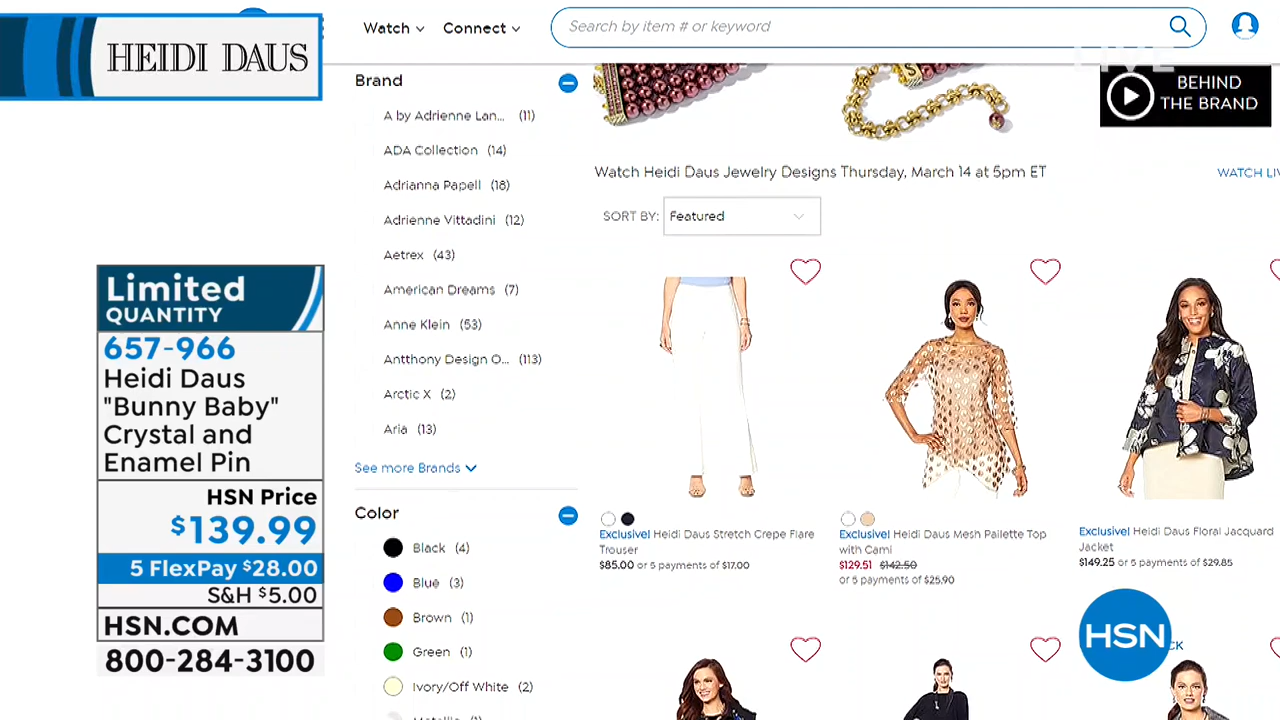 HEIDI DAUS
Watch
Connect
Search by item # or keyword
LIVE
BEHIND
THE BRAND
Limited
QUANTITY
657-966
Heidi Daus
"Bunny Baby"
Crystal and
Enamel Pin
HSN Price
$139.99
5 FlexPay $28.00
S&H $5.00
HSN.COM
800-284-3100
Brand
A by Adrienne Lan... (11)
ADA Collection (14)
Adrianna Papell (18)
Adrienne Vittadini (12)
Aetrex (43)
American Dreams (7)
Anne Klein (53)
Antthony Design O... (113)
Arctic X (2)
Aria (13)
See more Brands
Color
Black (4)
Blue (3)
Brown (1)
Green (1)
Ivory/Off White (2)
Metallic (1)
Watch Heidi Daus Jewelry Designs Thursday, March 14 at 5pm ET
WATCH LIV
SORT BY: Featured
Exclusive! Heidi Daus Stretch Crepe Flare
Trouser
$85.00 or 5 payments of $17.00
Exclusive! Heidi Daus Mesh Pailette Top
with Cami
$129.51 $142.50
or 5 payments of $25.90
Exclusive! Heidi Daus Floral Jacquard
Jacket
$149.25 or 5 payments of $29.85
HSN
CK